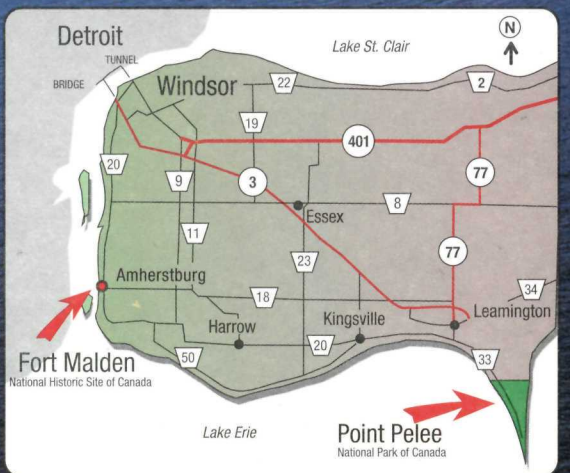 Detroit
Lake St. Clair
N
TUNNEL
BRIDGE
Windsor
22
2
19
401
20
9
3
77
8
Essex
11
77
23
Amherstburg
18
34
Leamington
Harrow
Kingsville
20
50
33
Fort Malden
National Historic Site of Canada
Lake Erie
Point Pelee
National Park of Canada